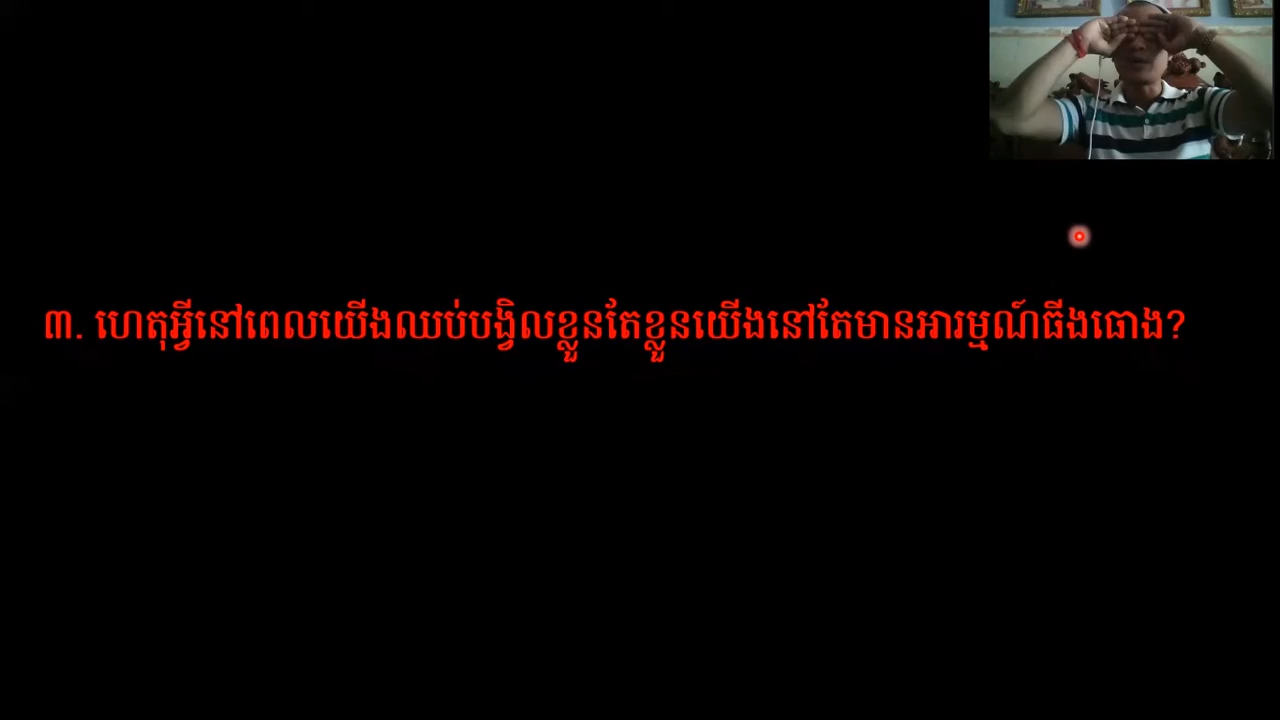 ៣. ហេតុអ្វីនៅពេលយើងឈប់បង្វិលខ្លួនតែខ្លួនយើងនៅតែមានអារម្មណ៍ធីងធោង?